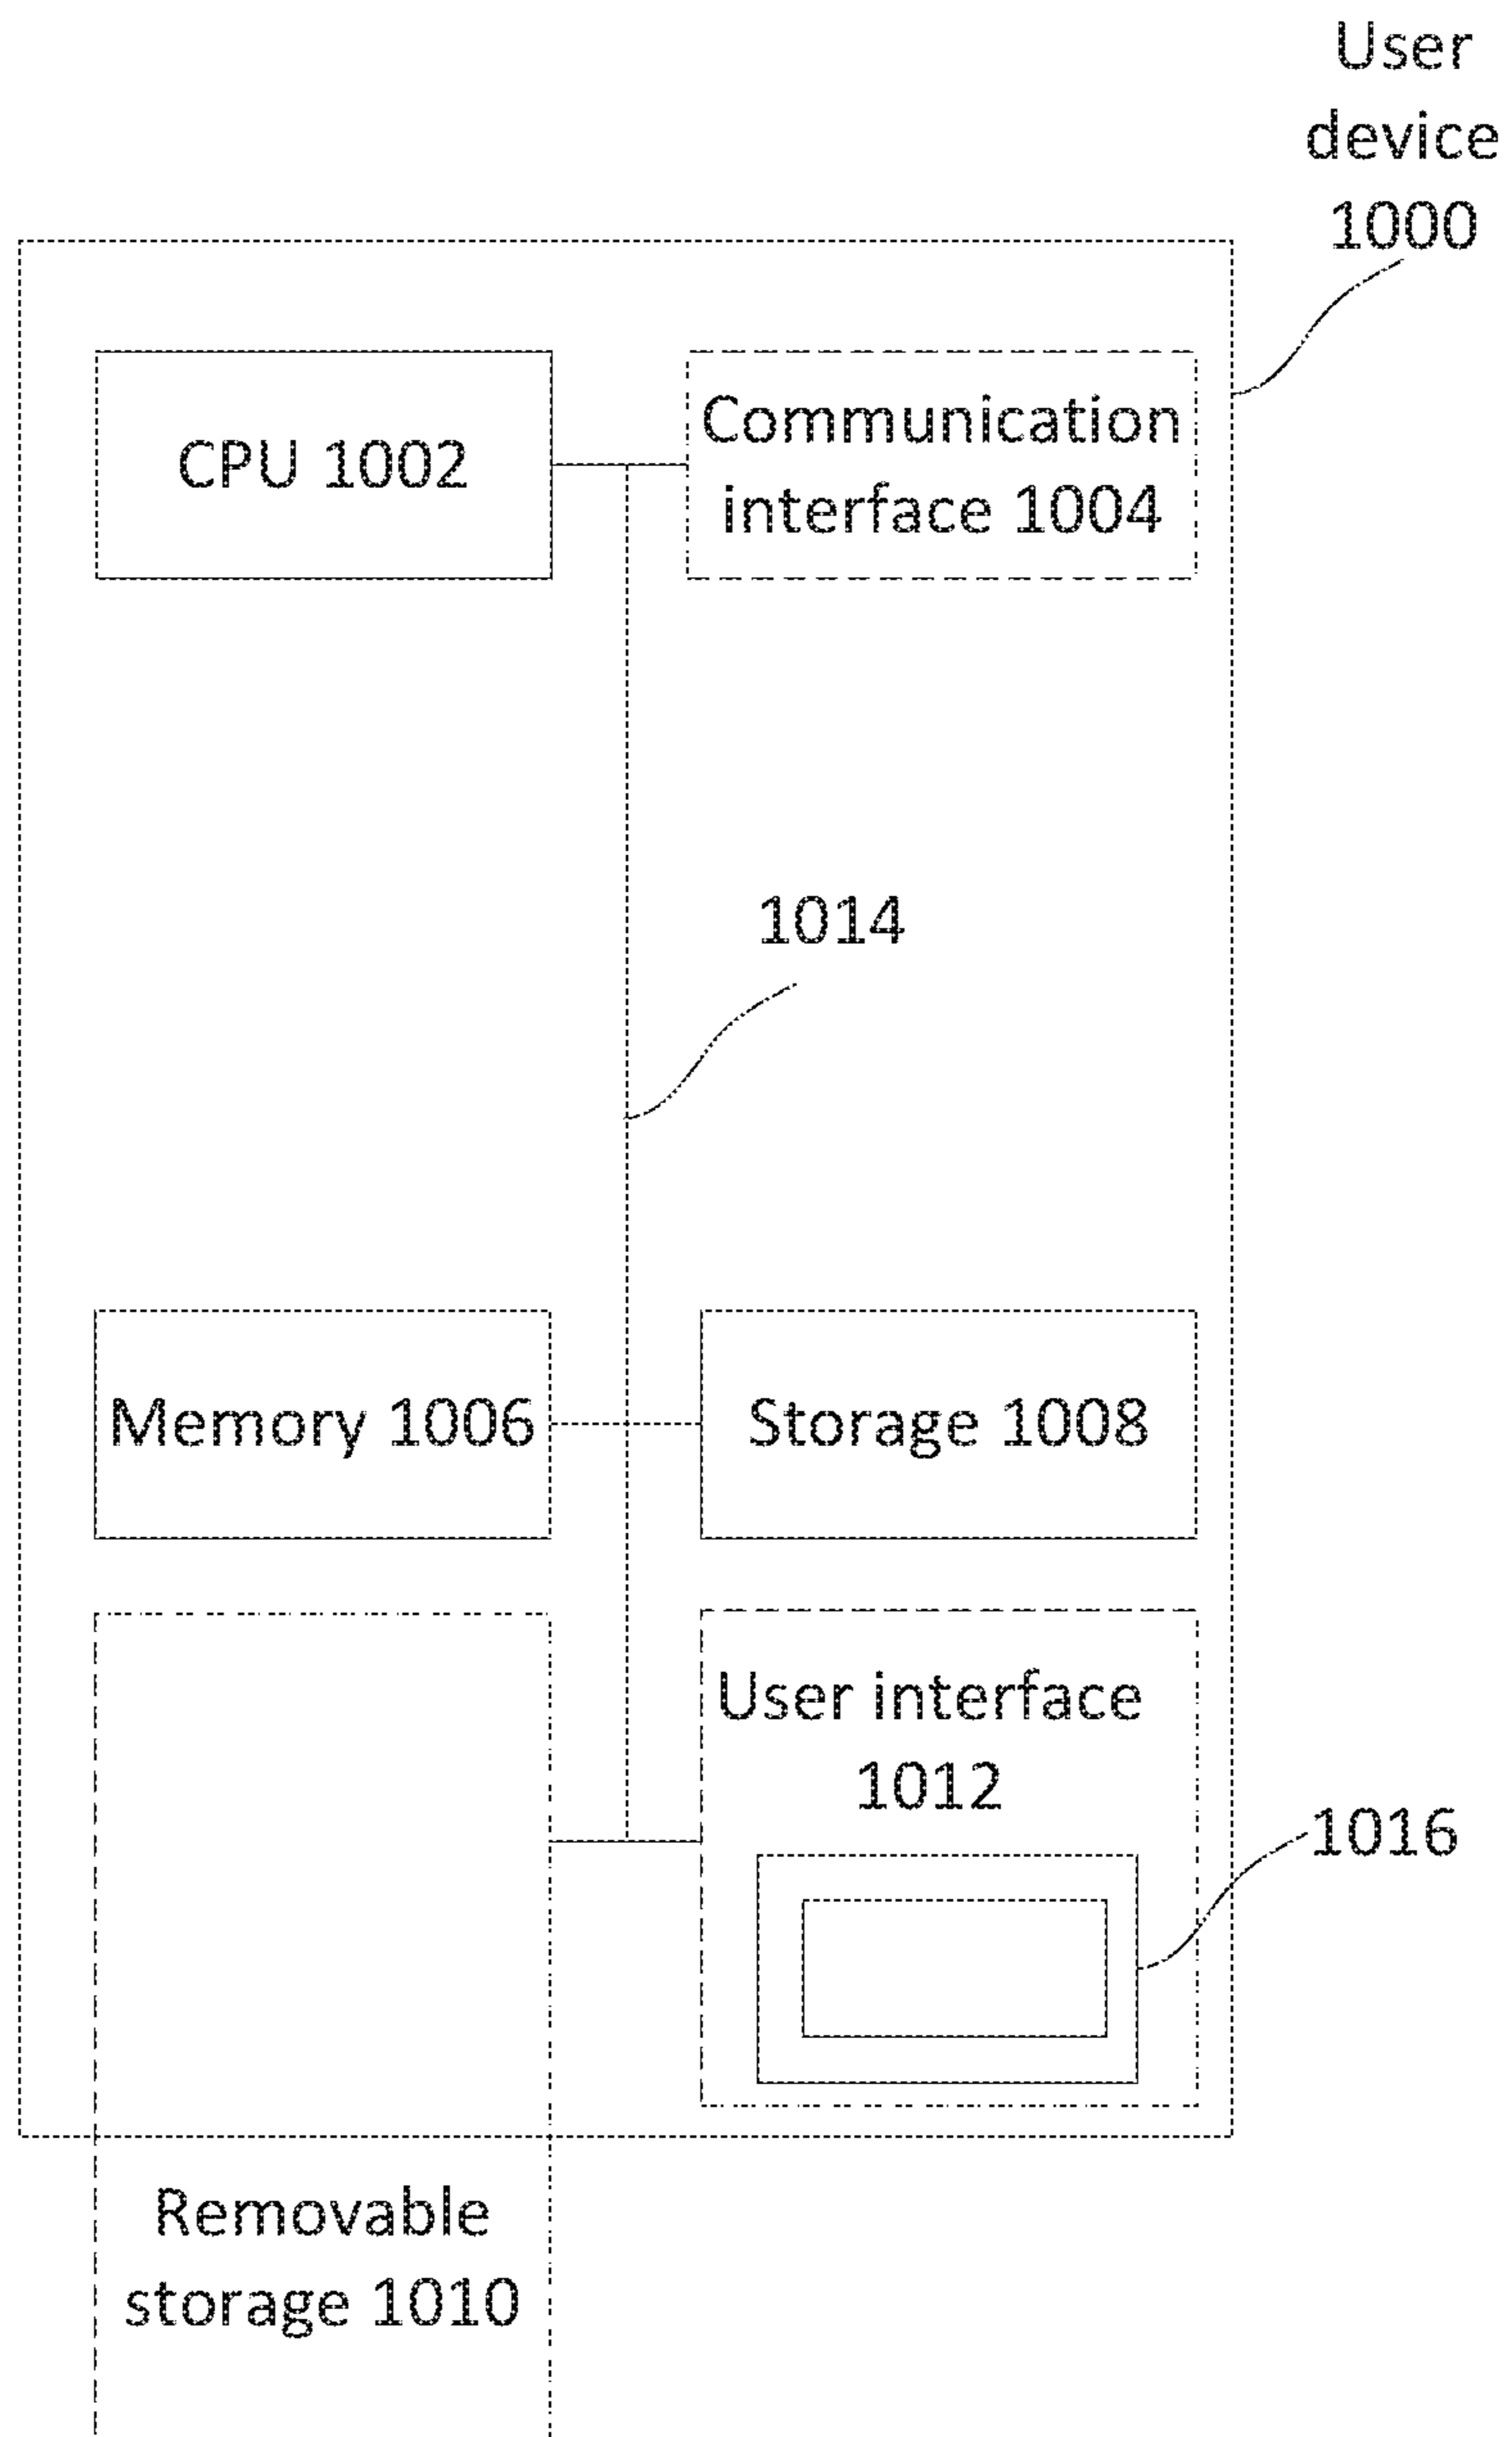 User
device
1000
CPU 1002
Communication
interface 1004
1014
Memory 1006
Storage 1008
User interface
1012
1016
Removable
storage 1010